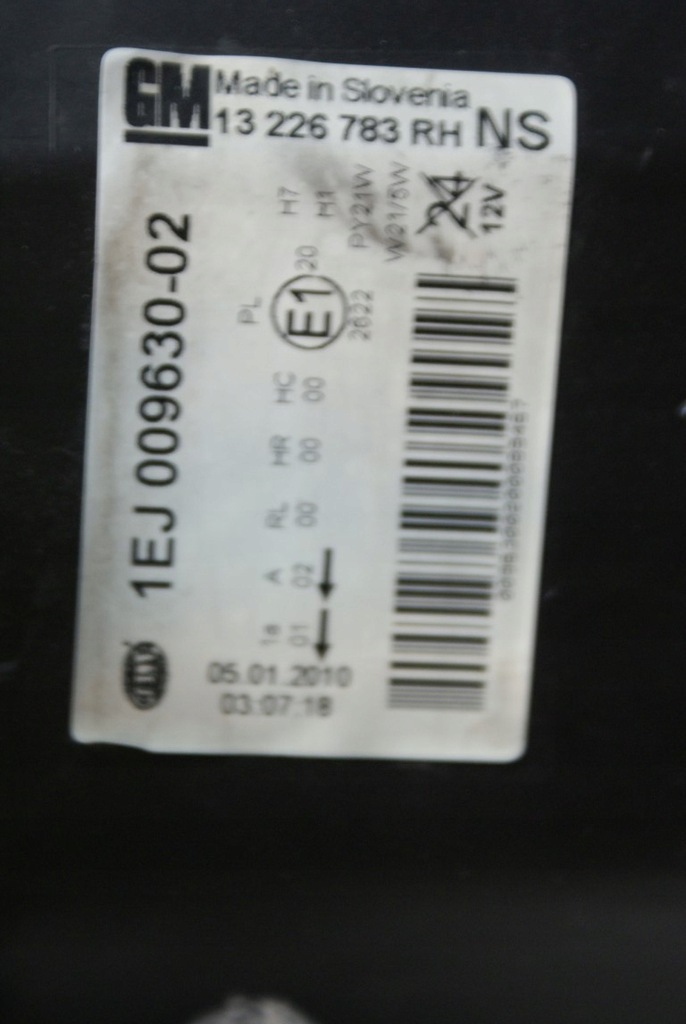 GM Made in Slovenia
13 226 783 RH NS
1EJ 009630-02
H7
H1
PY21W
W21/5W
24
12V
PL
E1
20
2622
HC
00
HR
00
RL
00
A
02
1a
01
05.01.2010
03:07:18